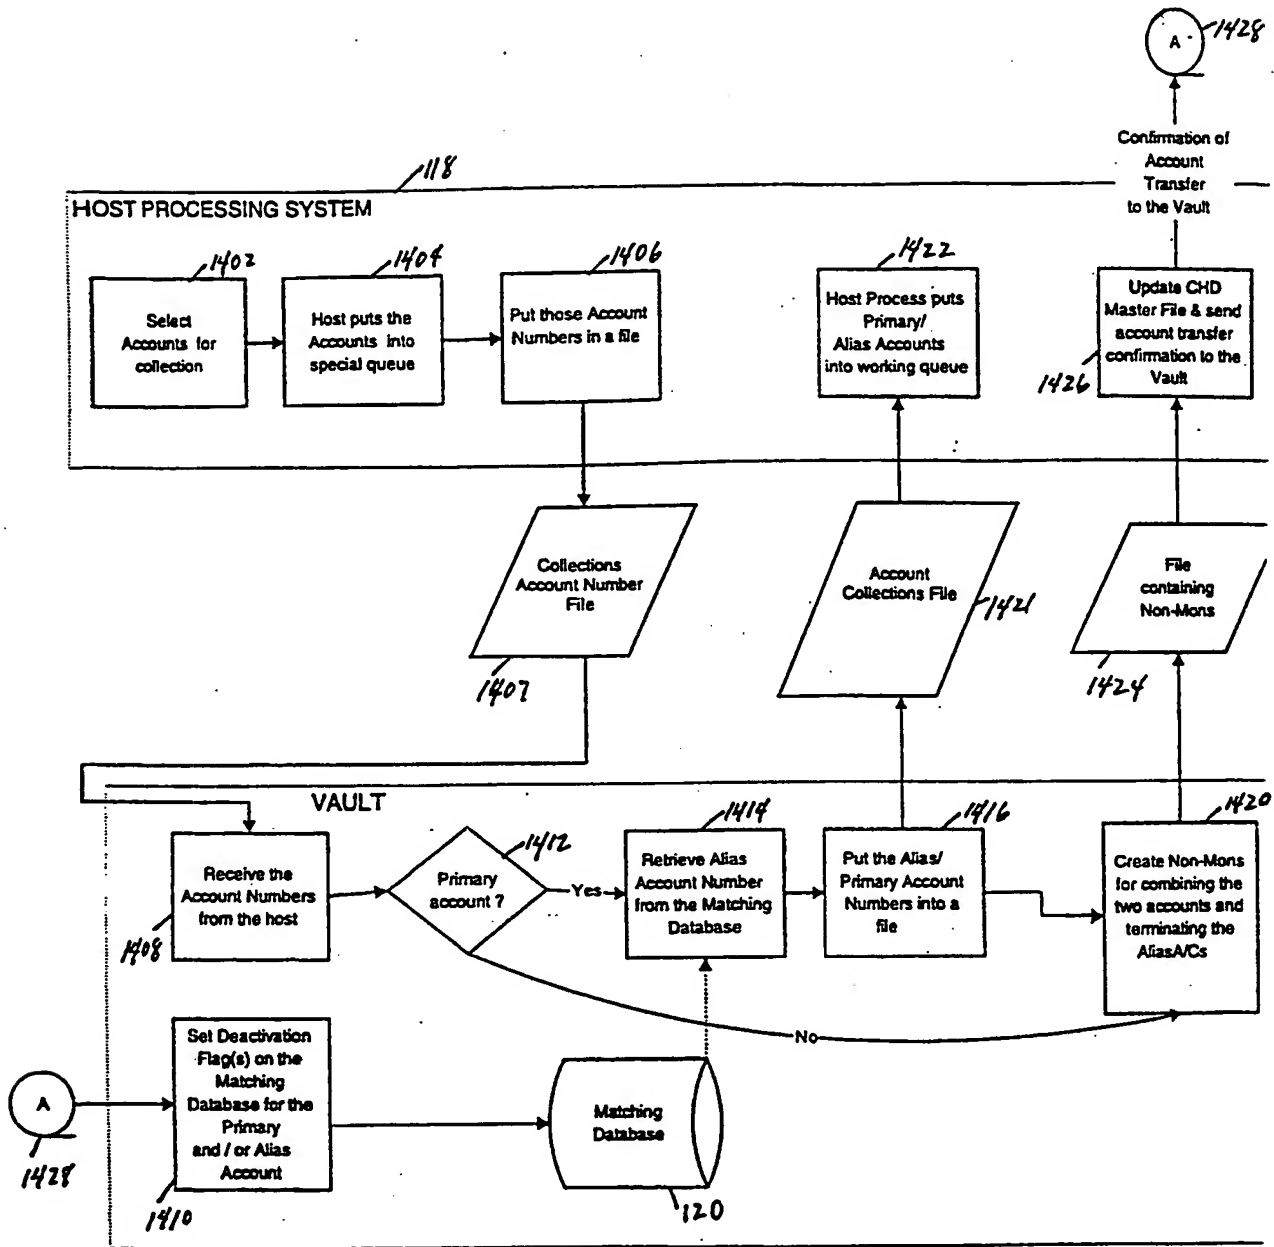 A
1428
Confirmation of
Account
Transfer
to the Vault
118
HOST PROCESSING SYSTEM
1402
Select
Accounts for
collection
1404
Host puts the
Accounts into
special queue
1406
Put those Account
Numbers in a file
1422
Host Process puts
Primary/
Alias Accounts
into working queue
Update CHD
Master File & send
account transfer
confirmation to the
Vault
1426
Collections
Account Number
File
1407
Account
Collections File
1421
File
containing
Non-Mons
1424
VAULT
Receive the
Account Numbers
from the host
1408
1412
Primary
account ?
Yes
No
1414
Retrieve Alias
Account Number
from the Matching
Database
1416
Put the Alias/
Primary Account
Numbers into a
file
1420
Create Non-Mons
for combining the
two accounts and
terminating the
AliasA/Cs
A
1428
Set Deactivation
Flag(s) on the
Matching
Database for the
Primary
and / or Alias
Account
1410
Matching
Database
120